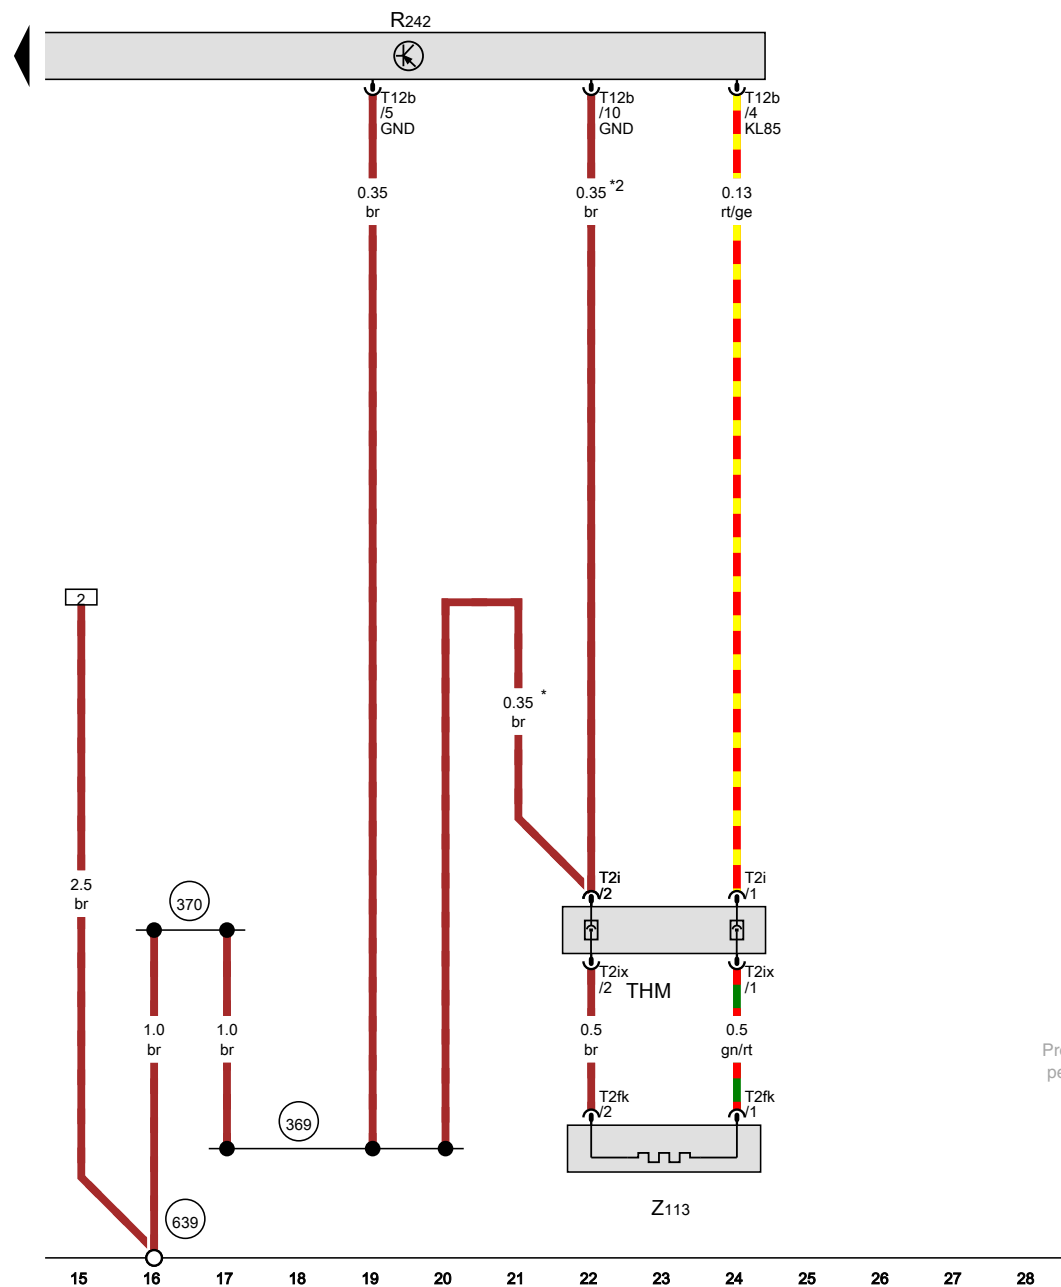 R242
T12b
/5
GND
T12b
/10
GND
T12b
/4
KL85
0.35
br
0.35 *2
br
0.13
rt/ge
2
0.35 *
br
2.5
br
370
T2i
/2
T2i
/1
T2ix
/2
THM
T2ix
/1
1.0
br
1.0
br
0.5
br
0.5
gn/rt
Pr
pe
T2fk
/2
T2fk
/1
369
Z113
639
15 16 17 18 19 20 21 22 23 24 25 26 27 28